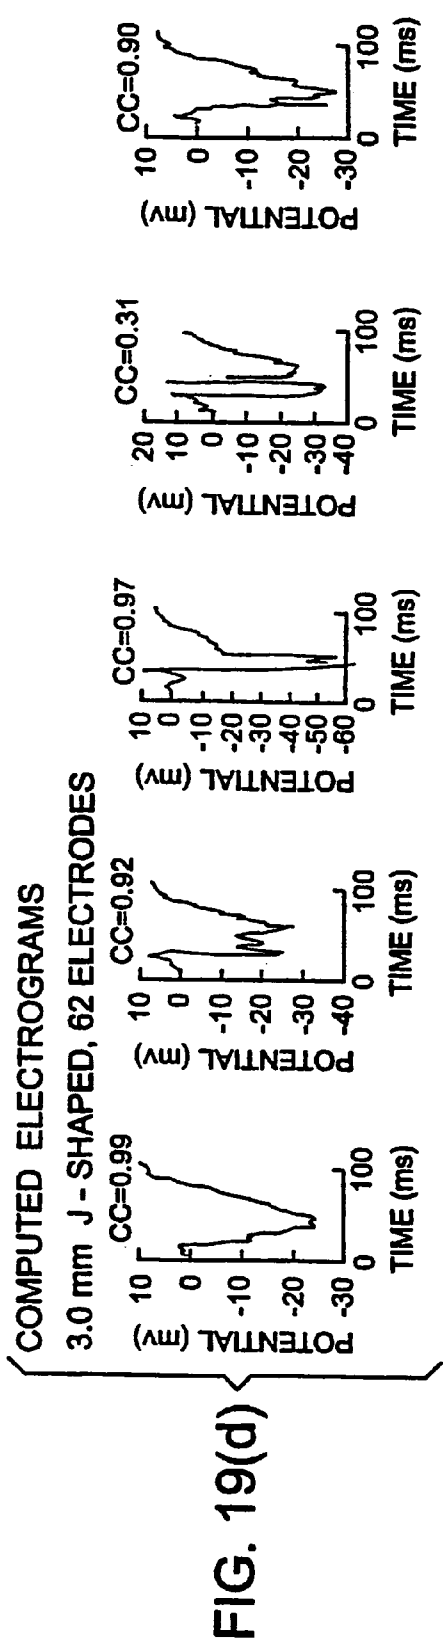 COMPUTED ELECTROGRAMS
3.0 mm J - SHAPED, 62 ELECTRODES
CC=0.99
POTENTIAL (mv)
10
0
-10
-20
-30
0
100
TIME (ms)
CC=0.92
POTENTIAL (mv)
10
0
-10
-20
-30
-40
0
100
TIME (ms)
CC=0.97
POTENTIAL (mv)
10
0
-10
-20
-30
-40
-50
-60
0
100
TIME (ms)
CC=0.31
POTENTIAL (mv)
20
10
0
-10
-20
-30
-40
0
100
TIME (ms)
CC=0.90
POTENTIAL (mv)
10
0
-10
-20
-30
0
100
TIME (ms)
FIG. 19(d)